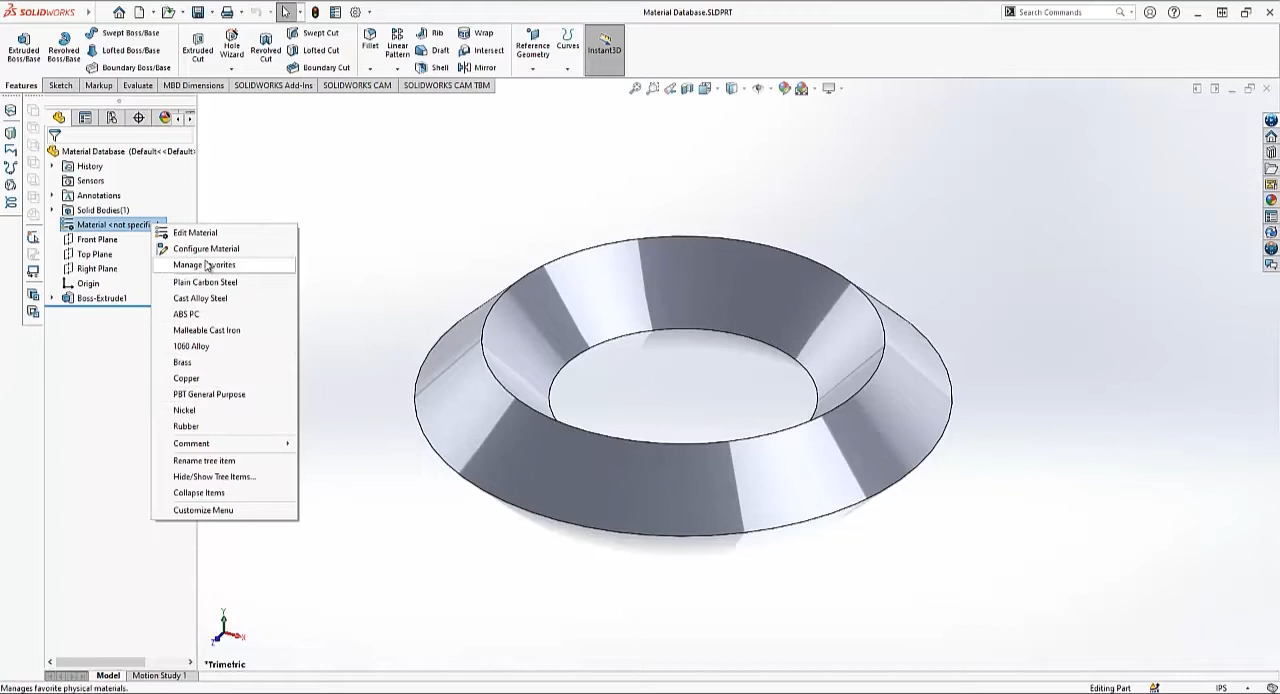 SOLIDWORKS
Material Database.SLDPRT
Search Commands
Extruded Boss/Base
Revolved Boss/Base
Swept Boss/Base
Lofted Boss/Base
Boundary Boss/Base
Extruded Cut
Hole Wizard
Revolved Cut
Swept Cut
Lofted Cut
Boundary Cut
Fillet
Linear Pattern
Rib
Draft
Shell
Wrap
Intersect
Mirror
Reference Geometry
Curves
Instant3D
Features
Sketch
Markup
Evaluate
MBD Dimensions
SOLIDWORKS Add-Ins
SOLIDWORKS CAM
SOLIDWORKS CAM TBM
Material Database (Default<<Default>
History
Sensors
Annotations
Solid Bodies(1)
Material <not specifi
Front Plane
Top Plane
Right Plane
Origin
Boss-Extrude1
Edit Material
Configure Material
Manage Favorites
Plain Carbon Steel
Cast Alloy Steel
ABS PC
Malleable Cast Iron
1060 Alloy
Brass
Copper
PBT General Purpose
Nickel
Rubber
Comment
Rename tree item
Hide/Show Tree Items...
Collapse Items
Customize Menu
Y
X
Z
*Trimetric
Model
Motion Study 1
Manages favorite physical materials.
Editing Part
IPS